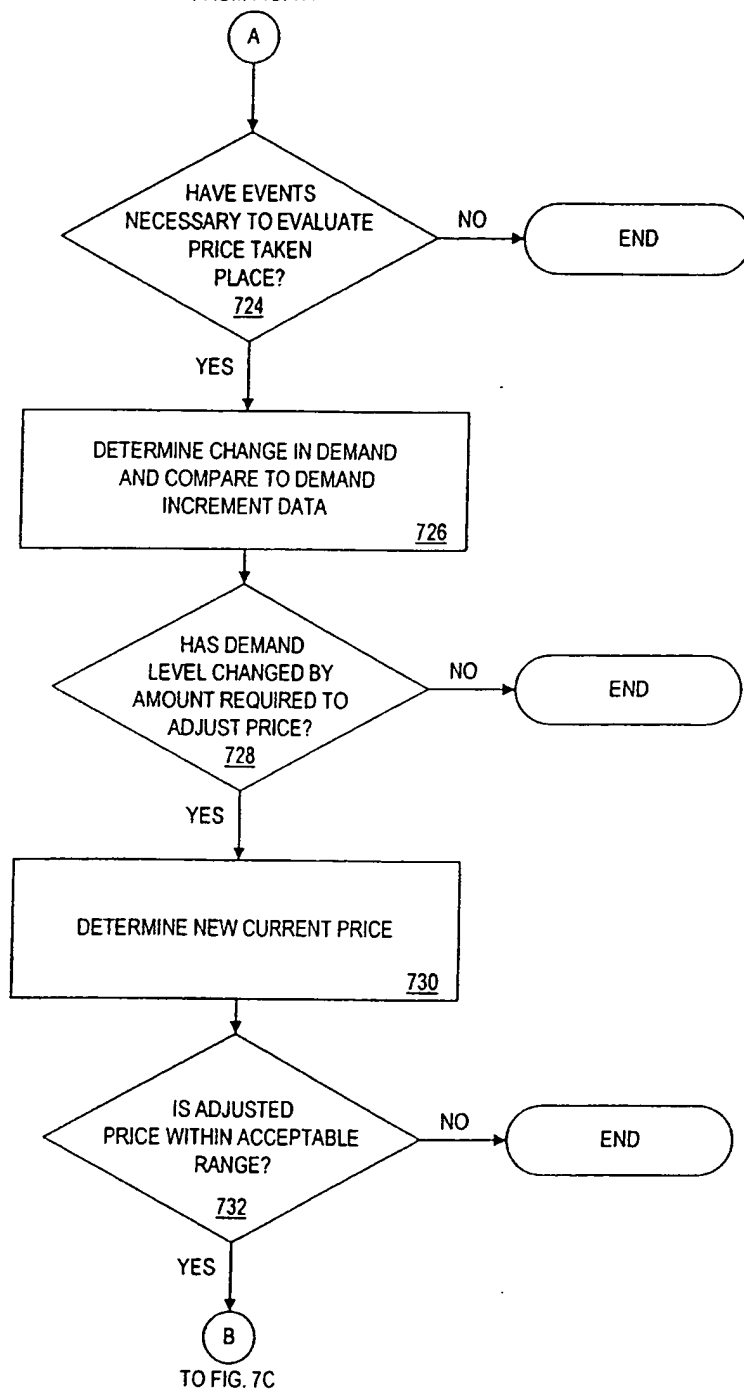 A
HAVE EVENTS
NECESSARY TO EVALUATE
PRICE TAKEN
PLACE?
724
NO
END
YES
DETERMINE CHANGE IN DEMAND
AND COMPARE TO DEMAND
INCREMENT DATA
726
HAS DEMAND
LEVEL CHANGED BY
AMOUNT REQUIRED TO
ADJUST PRICE?
728
NO
END
YES
DETERMINE NEW CURRENT PRICE
730
IS ADJUSTED
PRICE WITHIN ACCEPTABLE
RANGE?
732
NO
END
YES
B
TO FIG. 7C